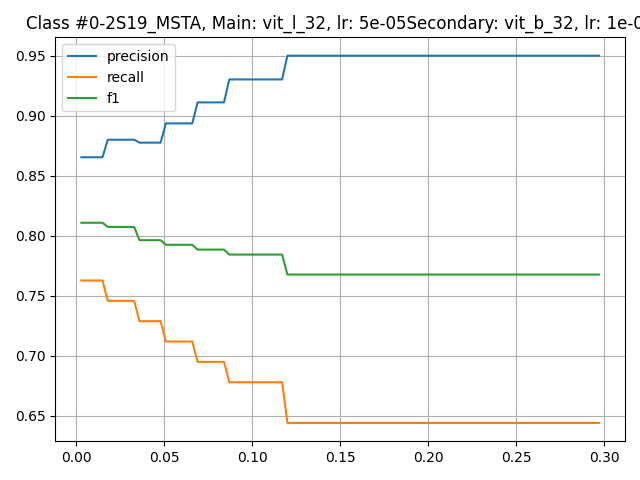 Class #0-2S19_MSTA, Main: vit_l_32, lr: 5e-05Secondary: vit_b_32, lr: 1e-0
precision
recall
f1
0.95
0.90
0.85
0.80
0.75
0.70
0.65
0.00 0.05 0.10 0.15 0.20 0.25 0.30